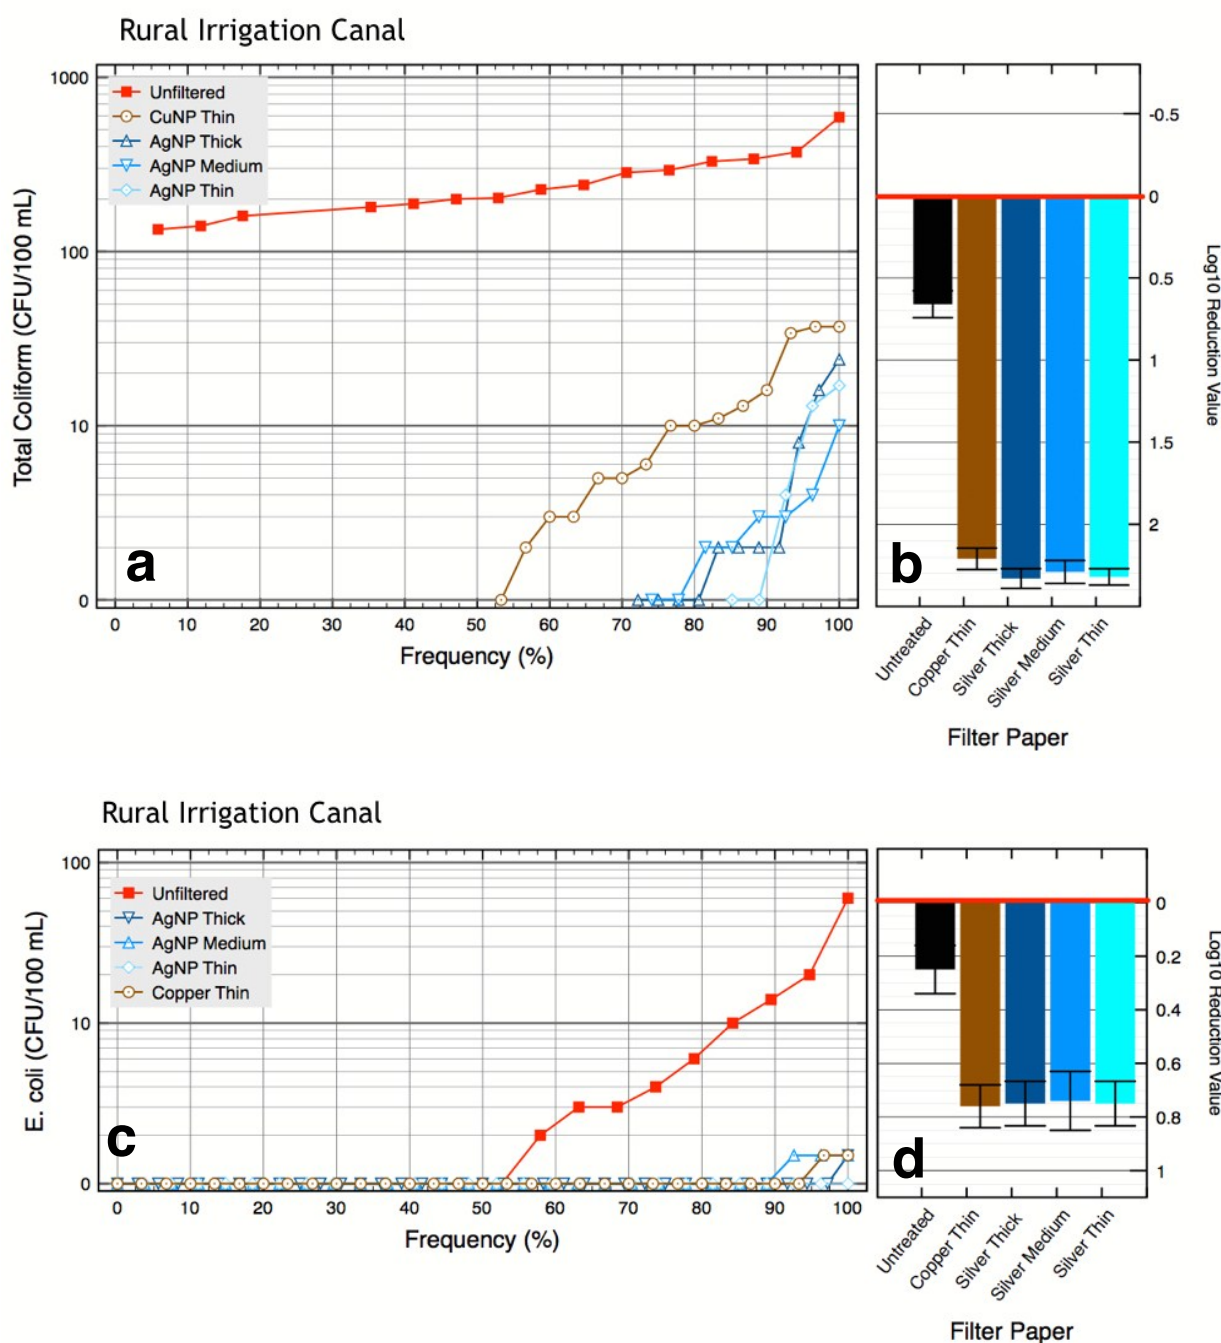 Rural Irrigation Canal
1000
100
10
0
Total Coliform (CFU/100 mL)
Unfiltered
CuNP Thin
AgNP Thick
AgNP Medium
AgNP Thin
a
0 10 20 30 40 50 60 70 80 90 100
Frequency (%)
-0.5
0
0.5
1
1.5
2
Log10 Reduction Value
b
Untreated
Copper Thin
Silver Thick
Silver Medium
Silver Thin
Filter Paper
Rural Irrigation Canal
100
10
0
E. coli (CFU/100 mL)
Unfiltered
AgNP Thick
AgNP Medium
AgNP Thin
Copper Thin
c
0 10 20 30 40 50 60 70 80 90 100
Frequency (%)
0
0.2
0.4
0.6
0.8
1
Log10 Reduction Value
d
Untreated
Copper Thin
Silver Thick
Silver Medium
Silver Thin
Filter Paper